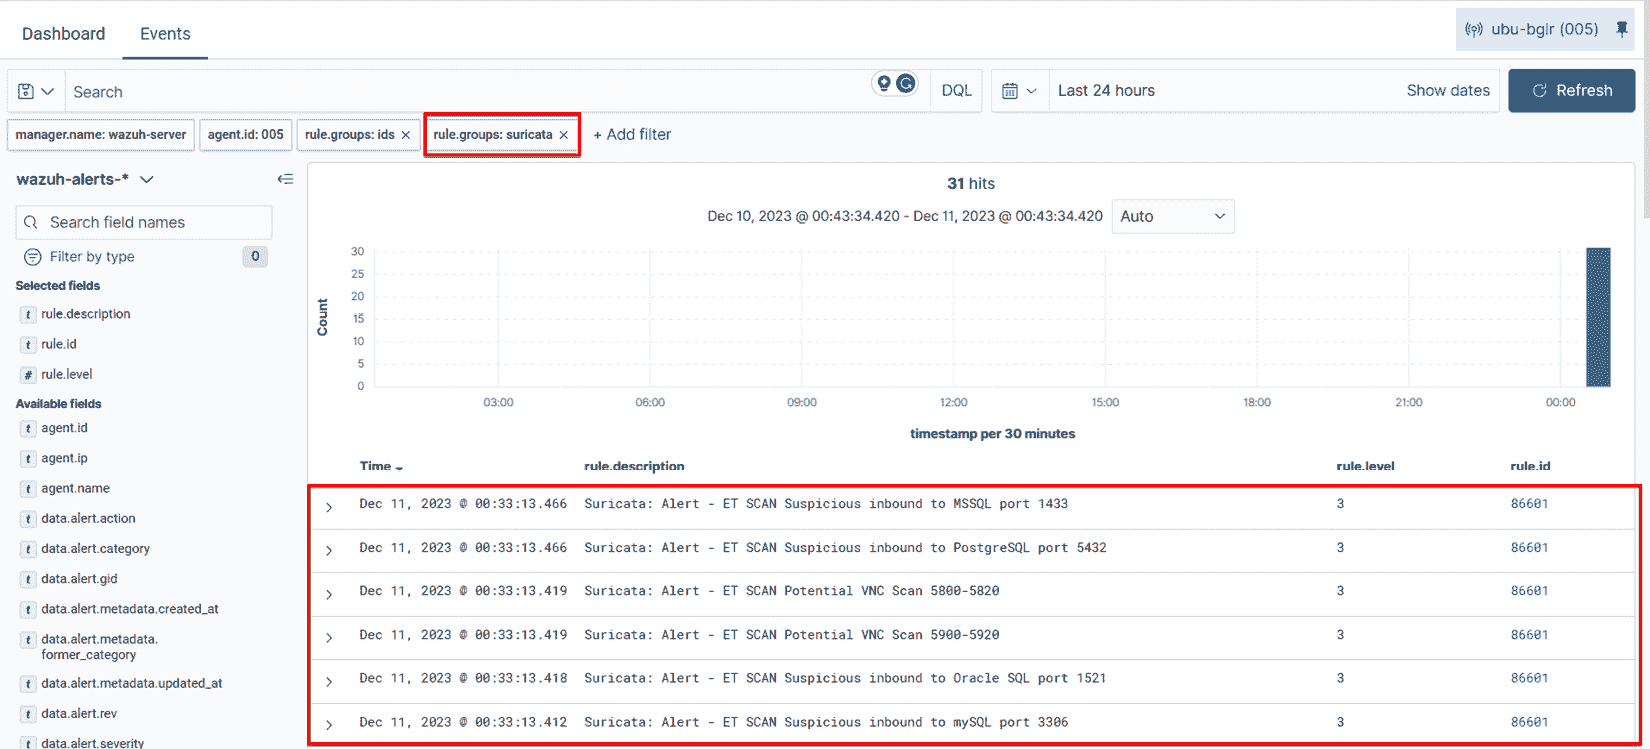 Dashboard Events
ubu-bglr (005)
Search
DQL
Last 24 hours
Show dates
Refresh
manager.name: wazuh-server agent.id: 005 rule.groups: ids × rule.groups: suricata × + Add filter
wazuh-alerts-*
Search field names
Filter by type 0
Selected fields
t rule.description
t rule.id
# rule.level
Available fields
t agent.id
t agent.ip
t agent.name
t data.alert.action
t data.alert.category
t data.alert.gid
t data.alert.metadata.created_at
t data.alert.metadata.
former_category
t data.alert.metadata.updated_at
t data.alert.rev
t data.alert.severity
31 hits
Dec 10, 2023 @ 00:43:34.420 - Dec 11, 2023 @ 00:43:34.420 Auto
Count
30
25
20
15
10
5
0
03:00 06:00 09:00 12:00 15:00 18:00 21:00 00:00
timestamp per 30 minutes
Time rule.description rule.level rule.id
Dec 11, 2023 @ 00:33:13.466 Suricata: Alert - ET SCAN Suspicious inbound to MSSQL port 1433 3 86601
Dec 11, 2023 @ 00:33:13.466 Suricata: Alert - ET SCAN Suspicious inbound to PostgreSQL port 5432 3 86601
Dec 11, 2023 @ 00:33:13.419 Suricata: Alert - ET SCAN Potential VNC Scan 5800-5820 3 86601
Dec 11, 2023 @ 00:33:13.419 Suricata: Alert - ET SCAN Potential VNC Scan 5900-5920 3 86601
Dec 11, 2023 @ 00:33:13.418 Suricata: Alert - ET SCAN Suspicious inbound to Oracle SQL port 1521 3 86601
Dec 11, 2023 @ 00:33:13.412 Suricata: Alert - ET SCAN Suspicious inbound to mySQL port 3306 3 86601